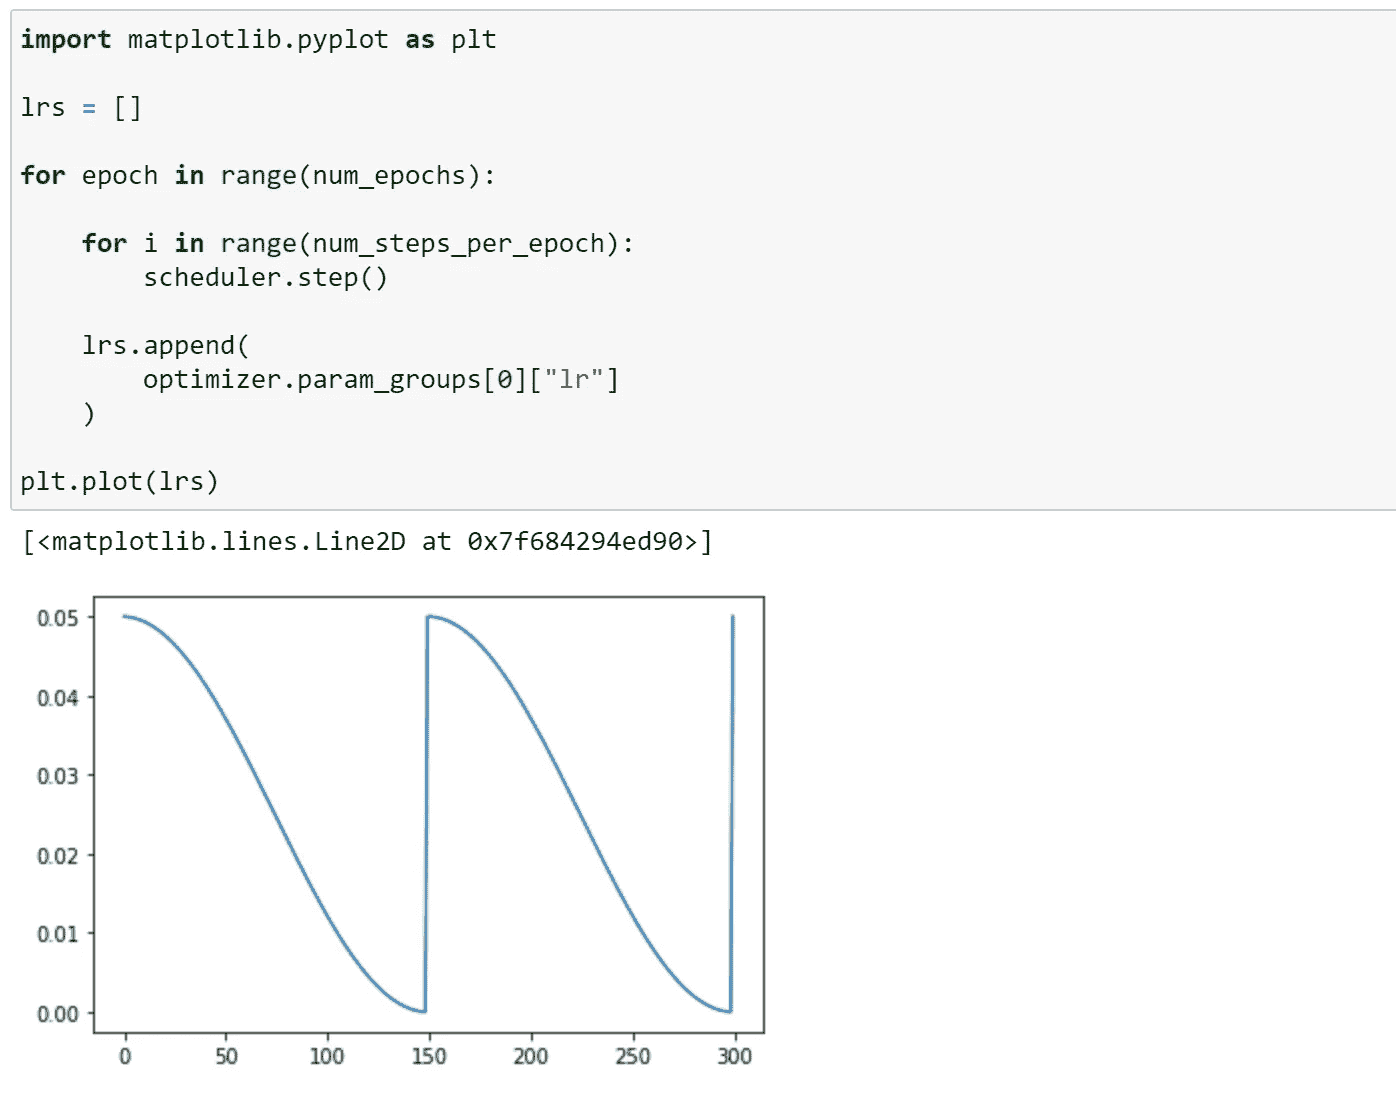 import matplotlib.pyplot as plt
lrs = []
for epoch in range(num_epochs):
    for i in range(num_steps_per_epoch):
        scheduler.step()
    lrs.append(
        optimizer.param_groups[0]["lr"]
    )
plt.plot(lrs)
[<matplotlib.lines.Line2D at 0x7f684294ed90>]
0.05
0.04
0.03
0.02
0.01
0.00
0 50 100 150 200 250 300